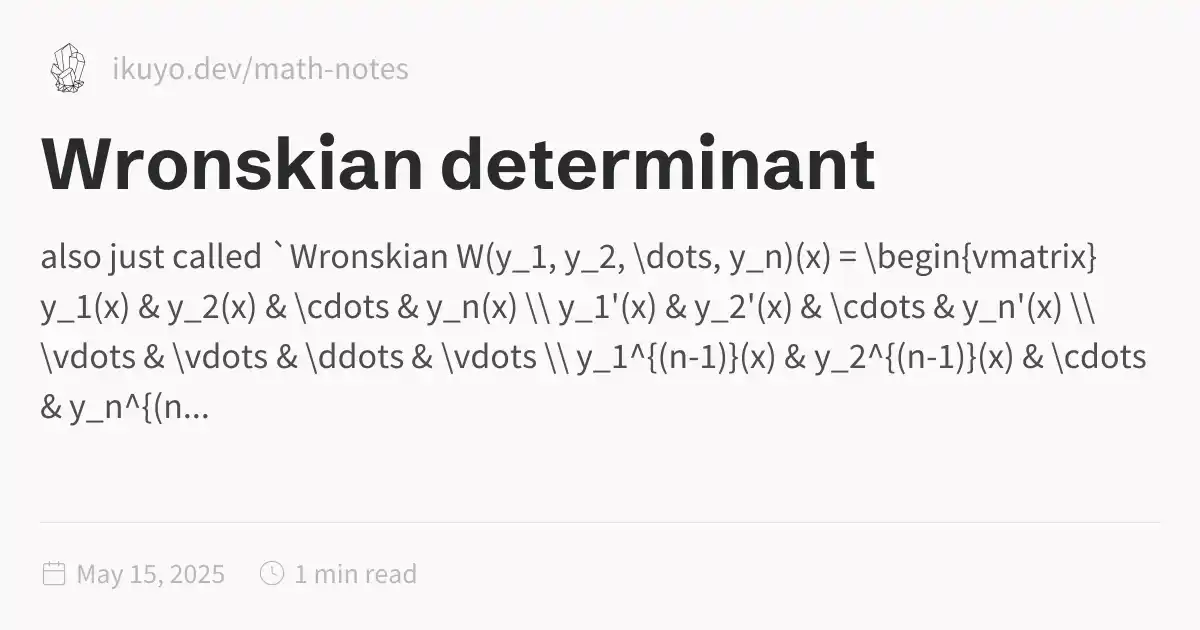 ikuyo.dev/math-notes
Wronskian determinant
also just called `Wronskian W(y_1, y_2, \dots, y_n)(x) = \begin{vmatrix}
y_1(x) & y_2(x) & \cdots & y_n(x) \\ y_1'(x) & y_2'(x) & \cdots & y_n'(x) \\
\vdots & \vdots & \ddots & \vdots \\ y_1^{(n-1)}(x) & y_2^{(n-1)}(x) & \cdots
& y_n^{(n...
May 15, 2025 1 min read